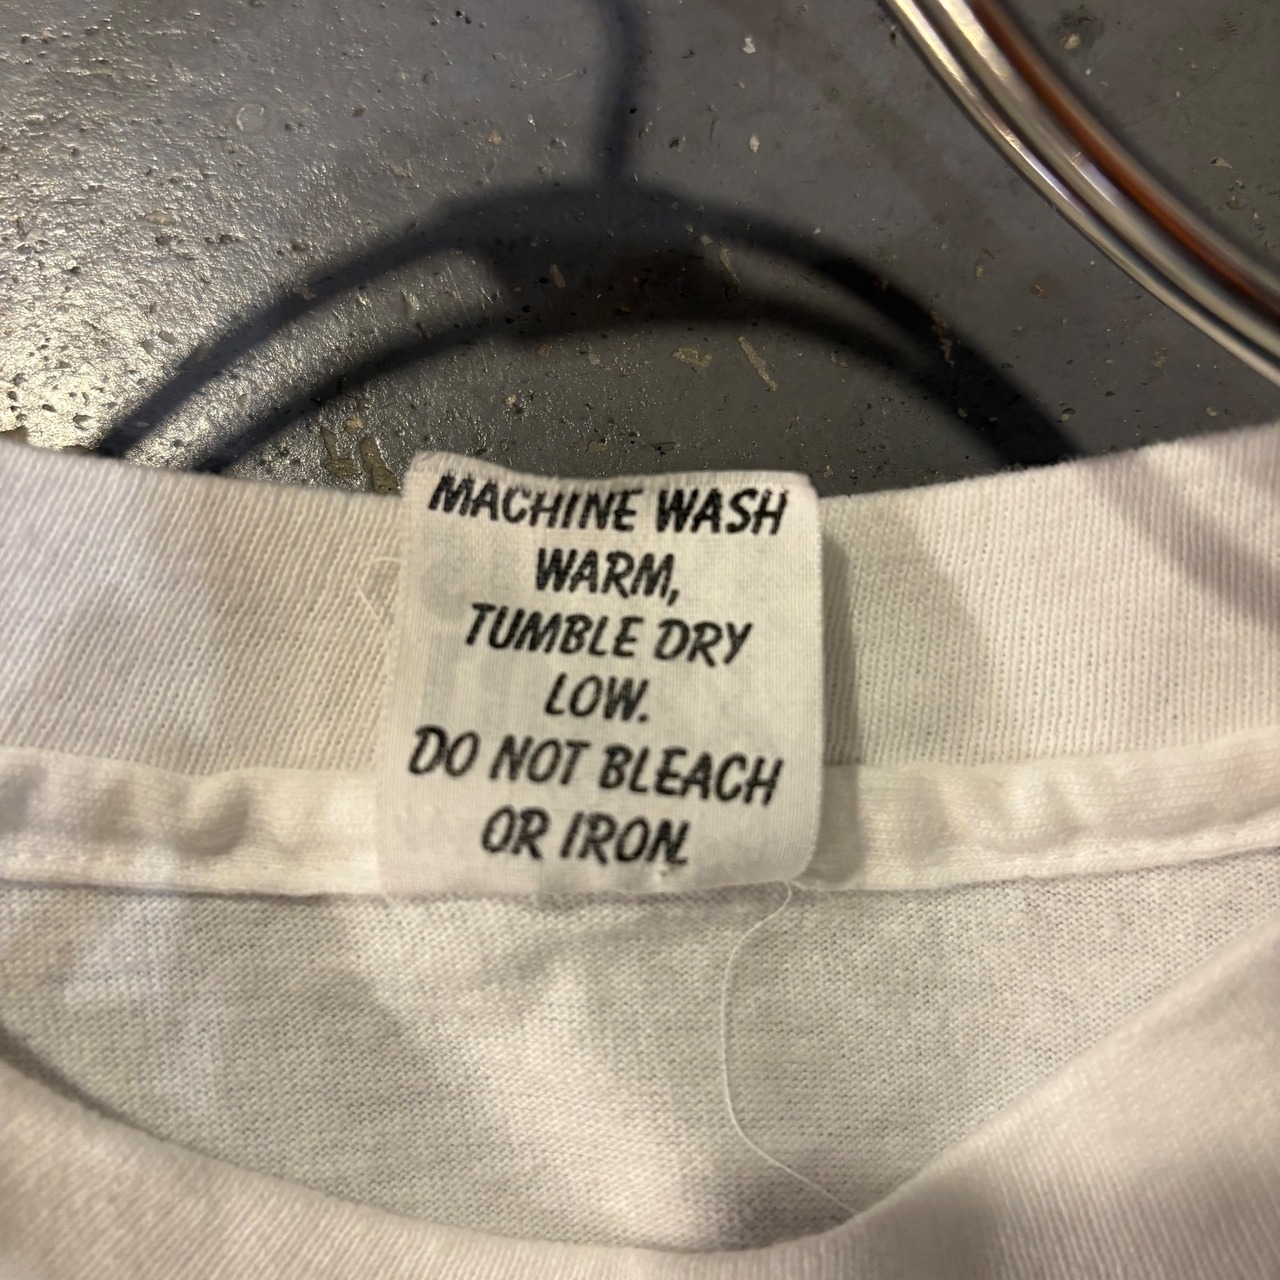 MACHINE WASH
WARM,
TUMBLE DRY
LOW.
DO NOT BLEACH
OR IRON.